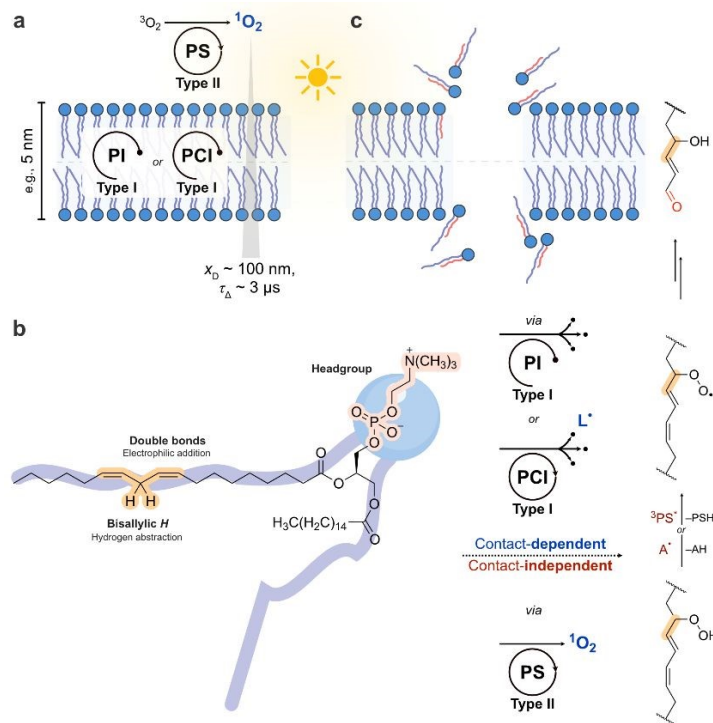 a
³O₂
¹O₂
PS
Type II
e.g., 5 nm
PI
Type I
or
PCI
Type I
x_D ~ 100 nm,
τ_Δ ~ 3 µs
c
OH
O
b
Headgroup
N(CH₃)₃
+
O
P
O
O⁻
O
Double bonds
Electrophilic addition
H H
Bisallylic H
Hydrogen abstraction
O
O
O
H₃C(H₂C)₁₄
O
via
PI
Type I
or
L•
PCI
Type I
Contact-dependent
Contact-independent
via
¹O₂
PS
Type II
O
O•
³PS* –PSH
or
A• –AH
O
OH